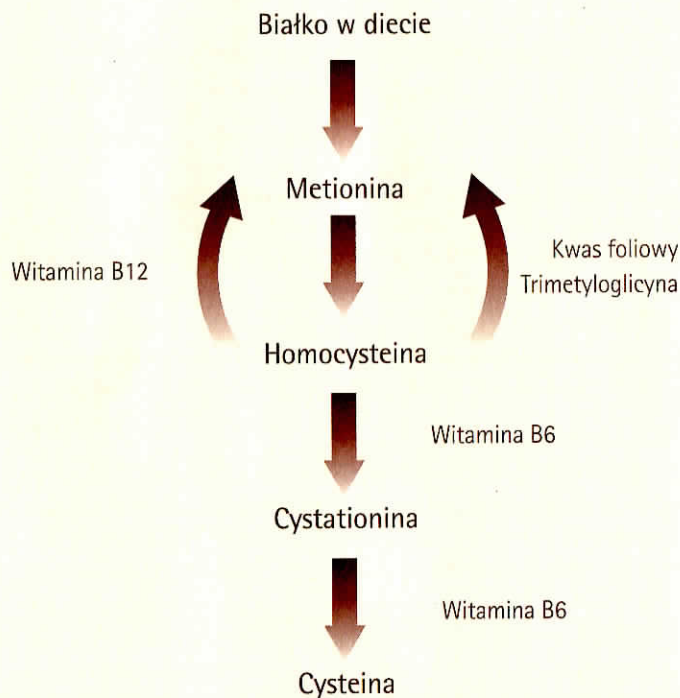 Białko w diecie
Metionina
Witamina B12
Kwas foliowy
Trimetyloglicyna
Homocysteina
Witamina B6
Cystationina
Witamina B6
Cysteina